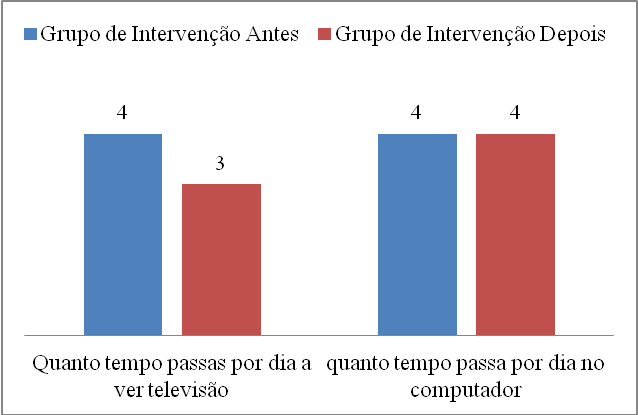 Grupo de Intervenção Antes
Grupo de Intervenção Depois
4
3
4
4
Quanto tempo passas por dia a
ver televisão
quanto tempo passa por dia no
computador